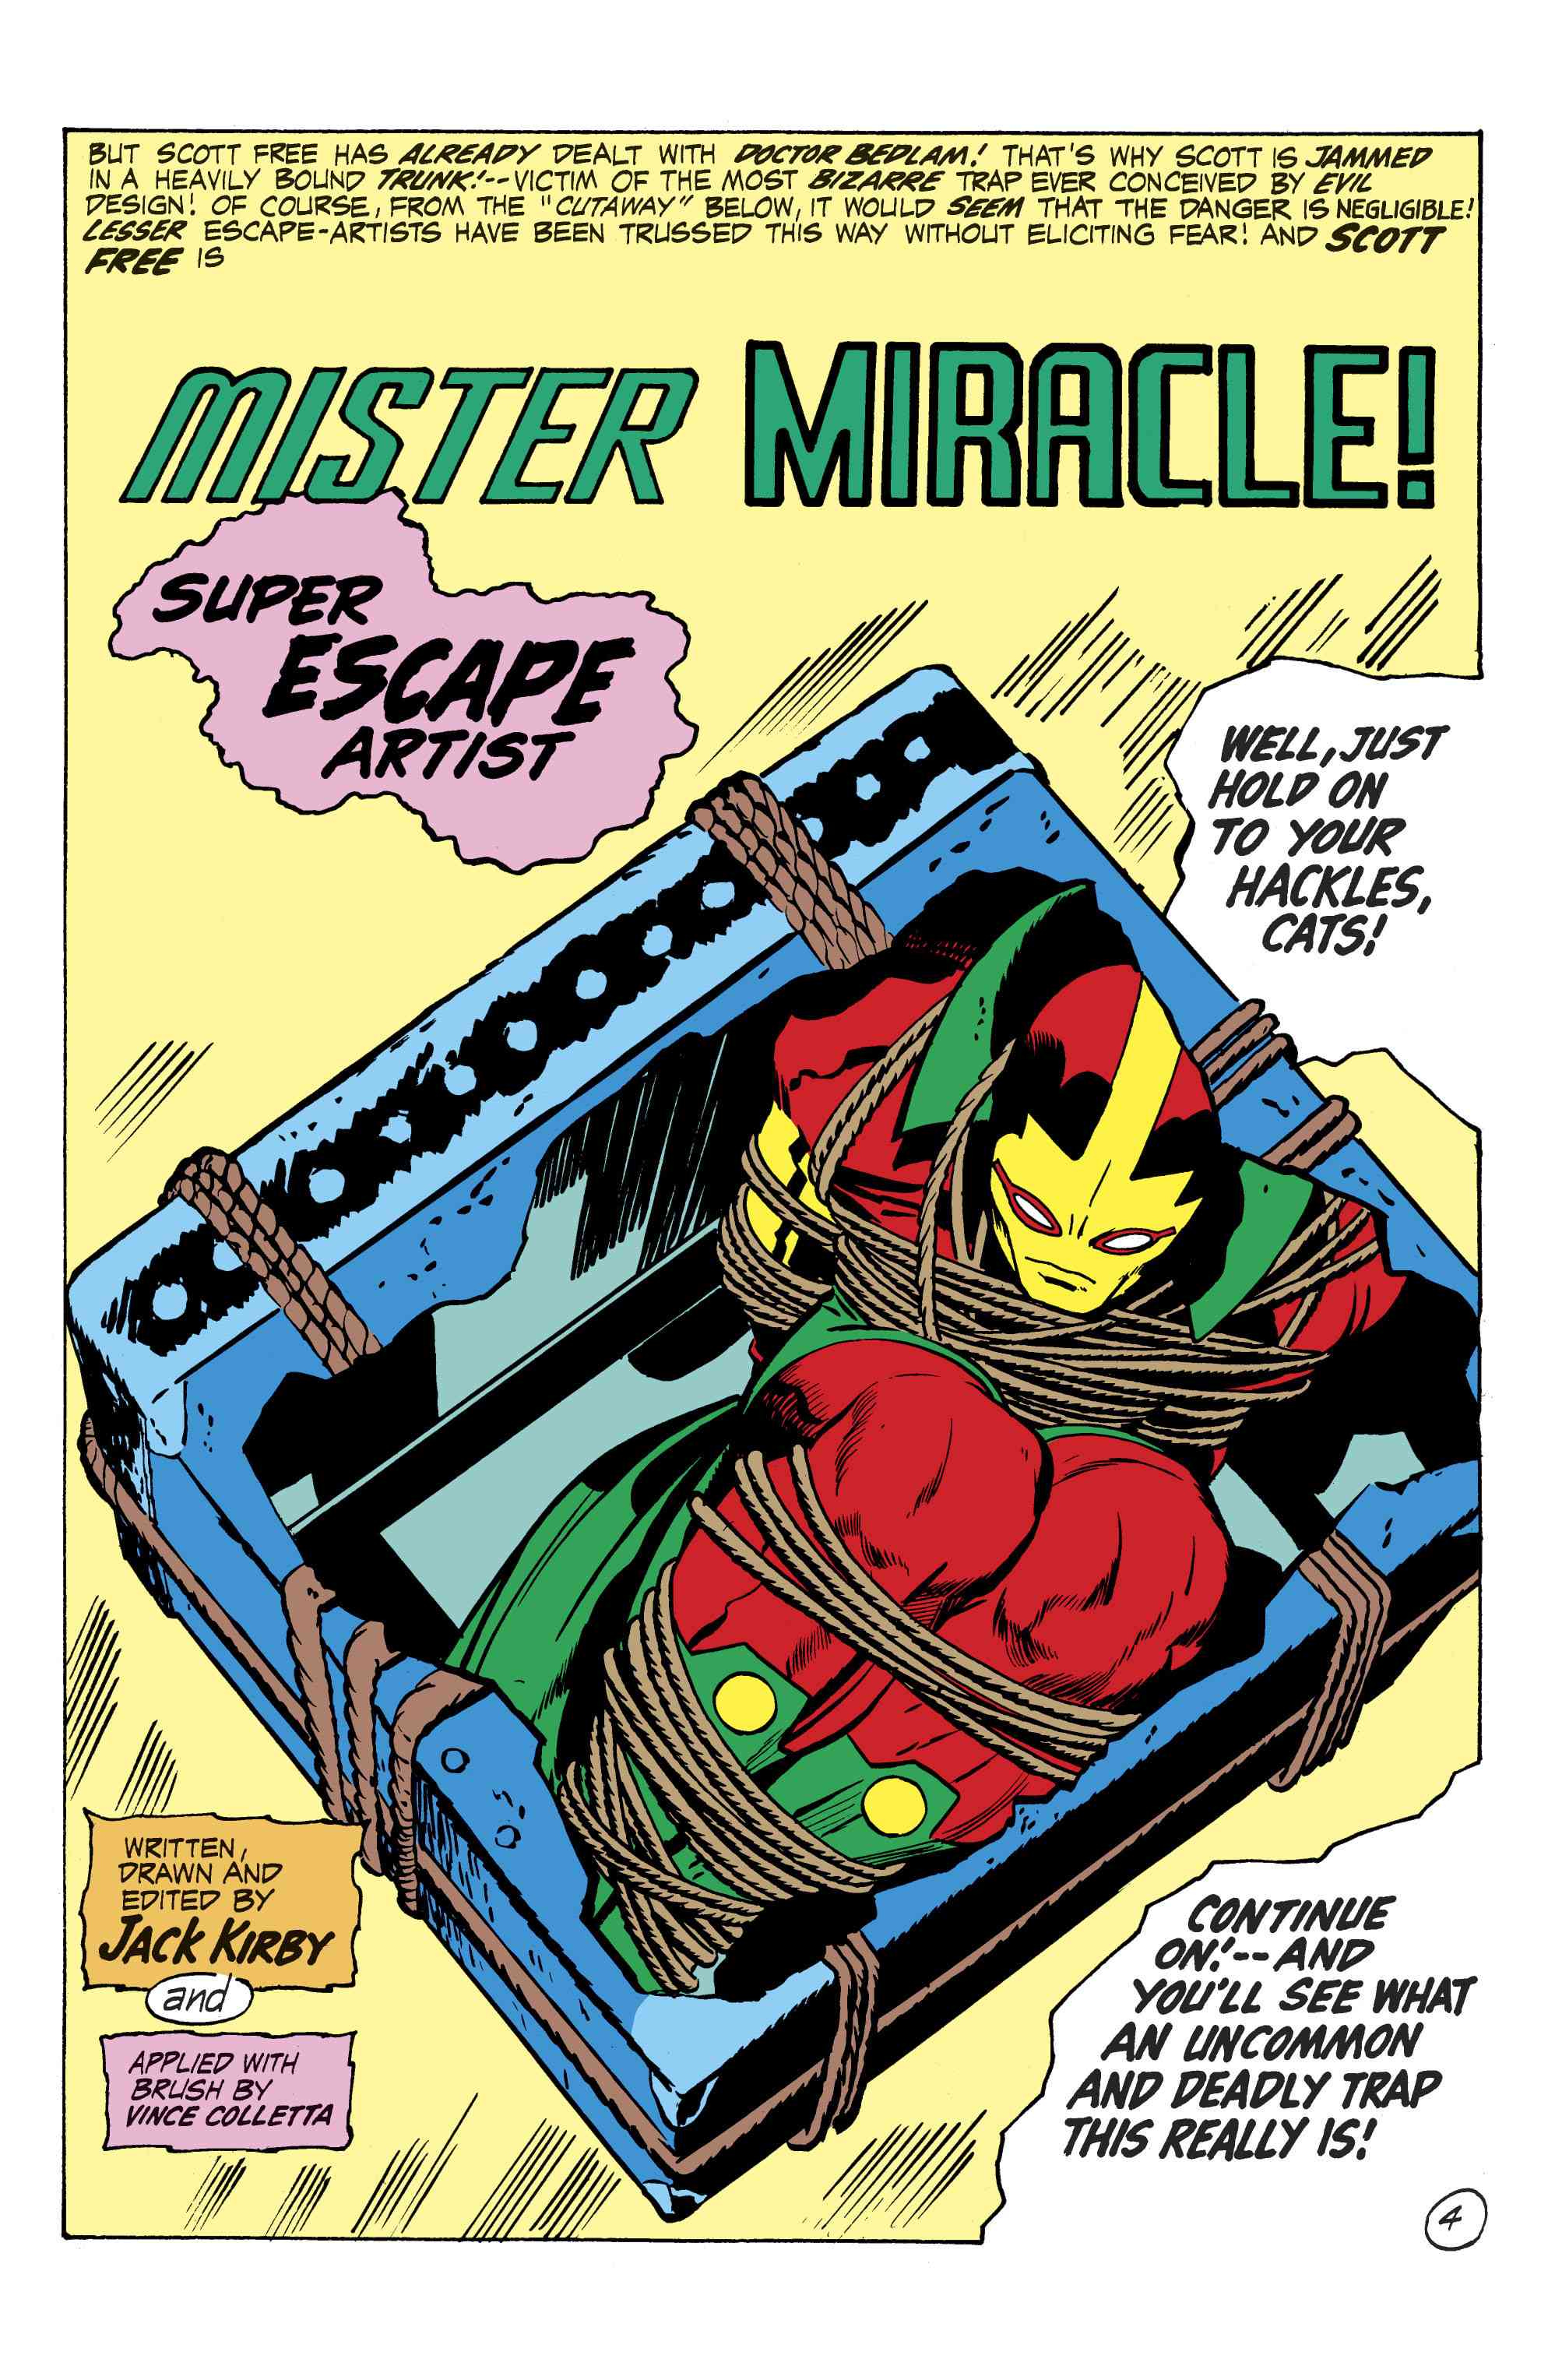 BUT SCOTT FREE HAS ALREADY DEALT WITH DOCTOR BEDLAM! THAT'S WHY SCOTT IS JAMMED
IN A HEAVILY BOUND TRUNK!--VICTIM OF THE MOST BIZARRE TRAP EVER CONCEIVED BY EVIL
DESIGN! OF COURSE, FROM THE "CUTAWAY" BELOW, IT WOULD SEEM THAT THE DANGER IS NEGLIGIBLE!
LESSER ESCAPE-ARTISTS HAVE BEEN TRUSSED THIS WAY WITHOUT ELICITING FEAR! AND SCOTT
FREE IS
MISTER MIRACLE!
SUPER
ESCAPE
ARTIST
WELL, JUST
HOLD ON
TO YOUR
HACKLES,
CATS!
WRITTEN,
DRAWN AND
EDITED BY
JACK KIRBY
and
APPLIED WITH
BRUSH BY
VINCE COLLETTA
CONTINUE
ON!--AND
YOU'LL SEE WHAT
AN UNCOMMON
AND DEADLY TRAP
THIS REALLY IS!
4